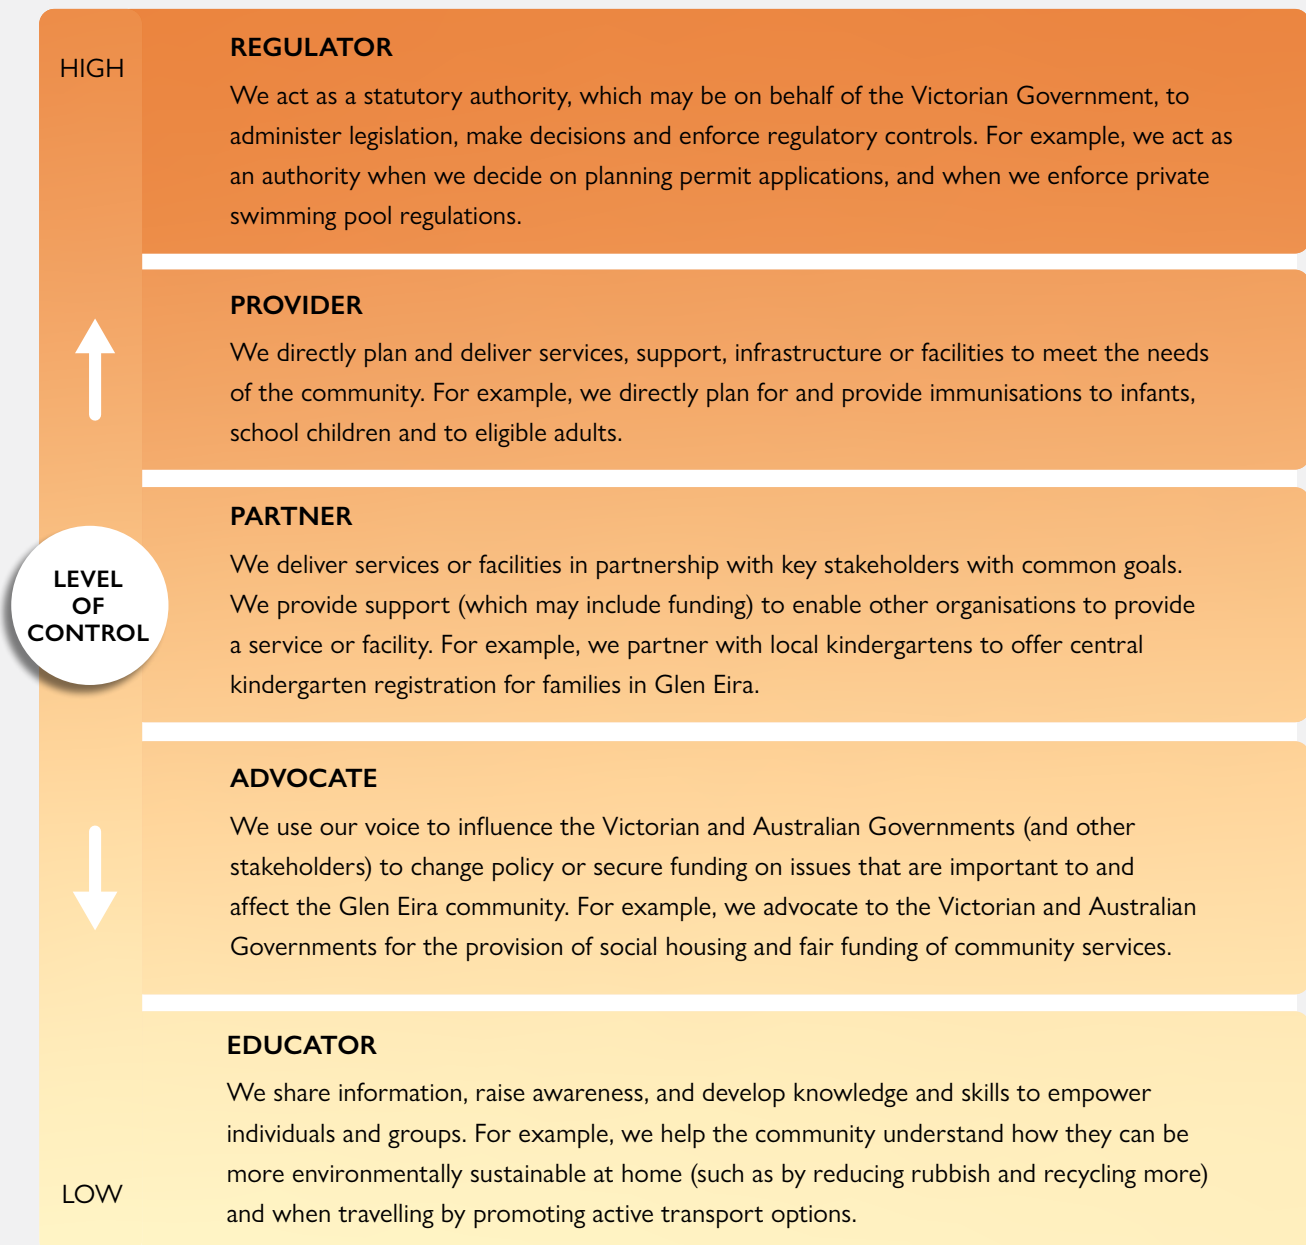 HIGH
REGULATOR
We act as a statutory authority, which may be on behalf of the Victorian Government, to
administer legislation, make decisions and enforce regulatory controls. For example, we act as
an authority when we decide on planning permit applications, and when we enforce private
swimming pool regulations.
PROVIDER
We directly plan and deliver services, support, infrastructure or facilities to meet the needs
of the community. For example, we directly plan for and provide immunisations to infants,
school children and to eligible adults.
LEVEL
OF
CONTROL
PARTNER
We deliver services or facilities in partnership with key stakeholders with common goals.
We provide support (which may include funding) to enable other organisations to provide
a service or facility. For example, we partner with local kindergartens to offer central
kindergarten registration for families in Glen Eira.
ADVOCATE
We use our voice to influence the Victorian and Australian Governments (and other
stakeholders) to change policy or secure funding on issues that are important to and
affect the Glen Eira community. For example, we advocate to the Victorian and Australian
Governments for the provision of social housing and fair funding of community services.
EDUCATOR
We share information, raise awareness, and develop knowledge and skills to empower
individuals and groups. For example, we help the community understand how they can be
more environmentally sustainable at home (such as by reducing rubbish and recycling more)
and when travelling by promoting active transport options.
LOW